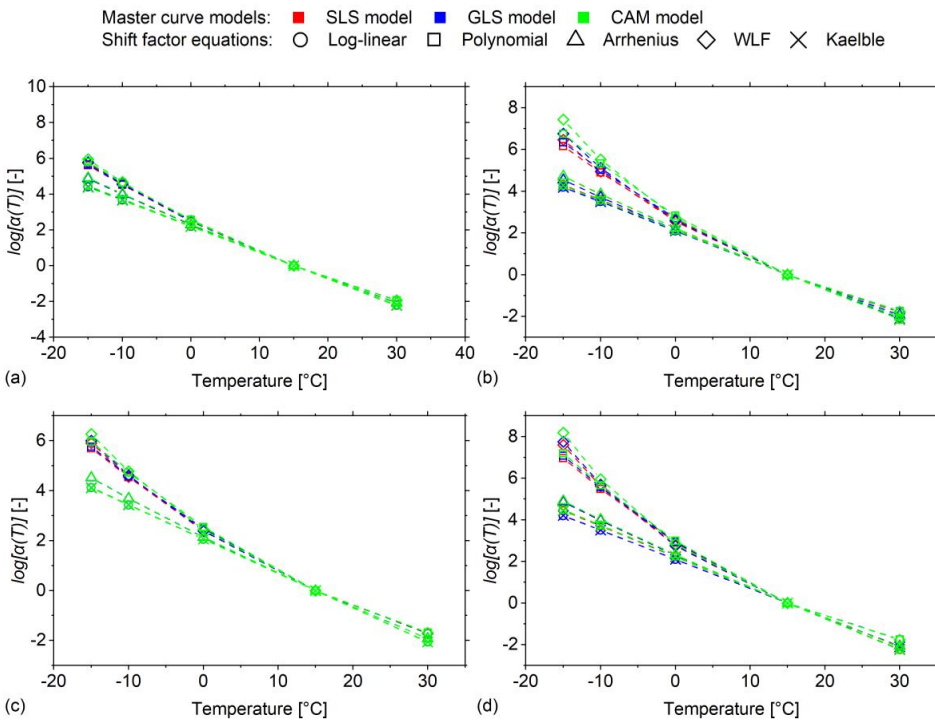 Master curve models: SLS model GLS model CAM model
Shift factor equations: Log-linear Polynomial Arrhenius WLF Kaelble
10
8
6
4
2
0
-2
-4
-20 -10 0 10 20 30 40
log[α(T)] [-]
Temperature [°C]
(a)
8
6
4
2
0
-2
-20 -10 0 10 20 30
log[α(T)] [-]
Temperature [°C]
(b)
6
4
2
0
-2
-20 -10 0 10 20 30
log[α(T)] [-]
Temperature [°C]
(c)
8
6
4
2
0
-2
-20 -10 0 10 20 30
log[α(T)] [-]
Temperature [°C]
(d)